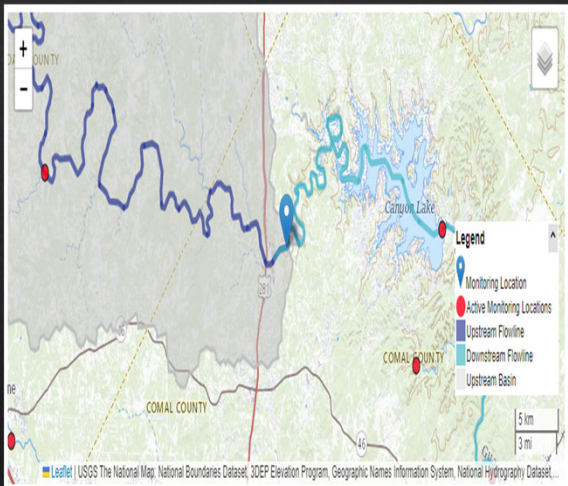 +
COUNTY
−
Canyon Lake
281
Legend
^
Monitoring Location
Active Monitoring Locations
Upstream Flowline
Downstream Flowline
Upstream Basin
46
COMAL COUNTY
ne
COMAL COUNTY
5 km
3 mi
46
Leaflet | USGS The National Map: National Boundaries Dataset, 3DEP Elevation Program, Geographic Names Information System, National Hydrography Dataset,...